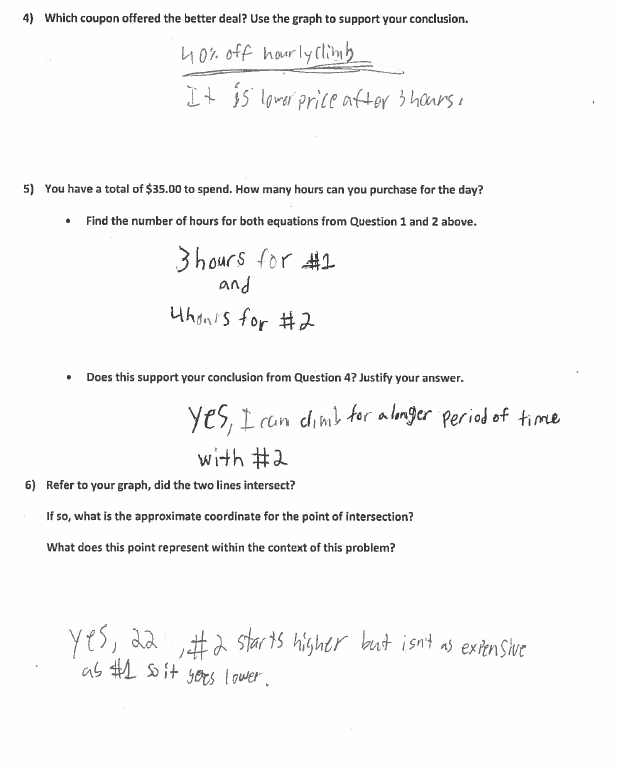 4) Which coupon offered the better deal? Use the graph to support your conclusion.
40% off hourly climb
It is lower price after 3 hours.
5) You have a total of $35.00 to spend. How many hours can you purchase for the day?
• Find the number of hours for both equations from Question 1 and 2 above.
3 hours for #1
and
4 hours for #2
• Does this support your conclusion from Question 4? Justify your answer.
Yes, I can climb for a longer period of time
with #2
6) Refer to your graph, did the two lines intersect?
If so, what is the approximate coordinate for the point of intersection?
What does this point represent within the context of this problem?
Yes, 22, #2 starts higher but isn't as expensive
as #1 so it goes lower.